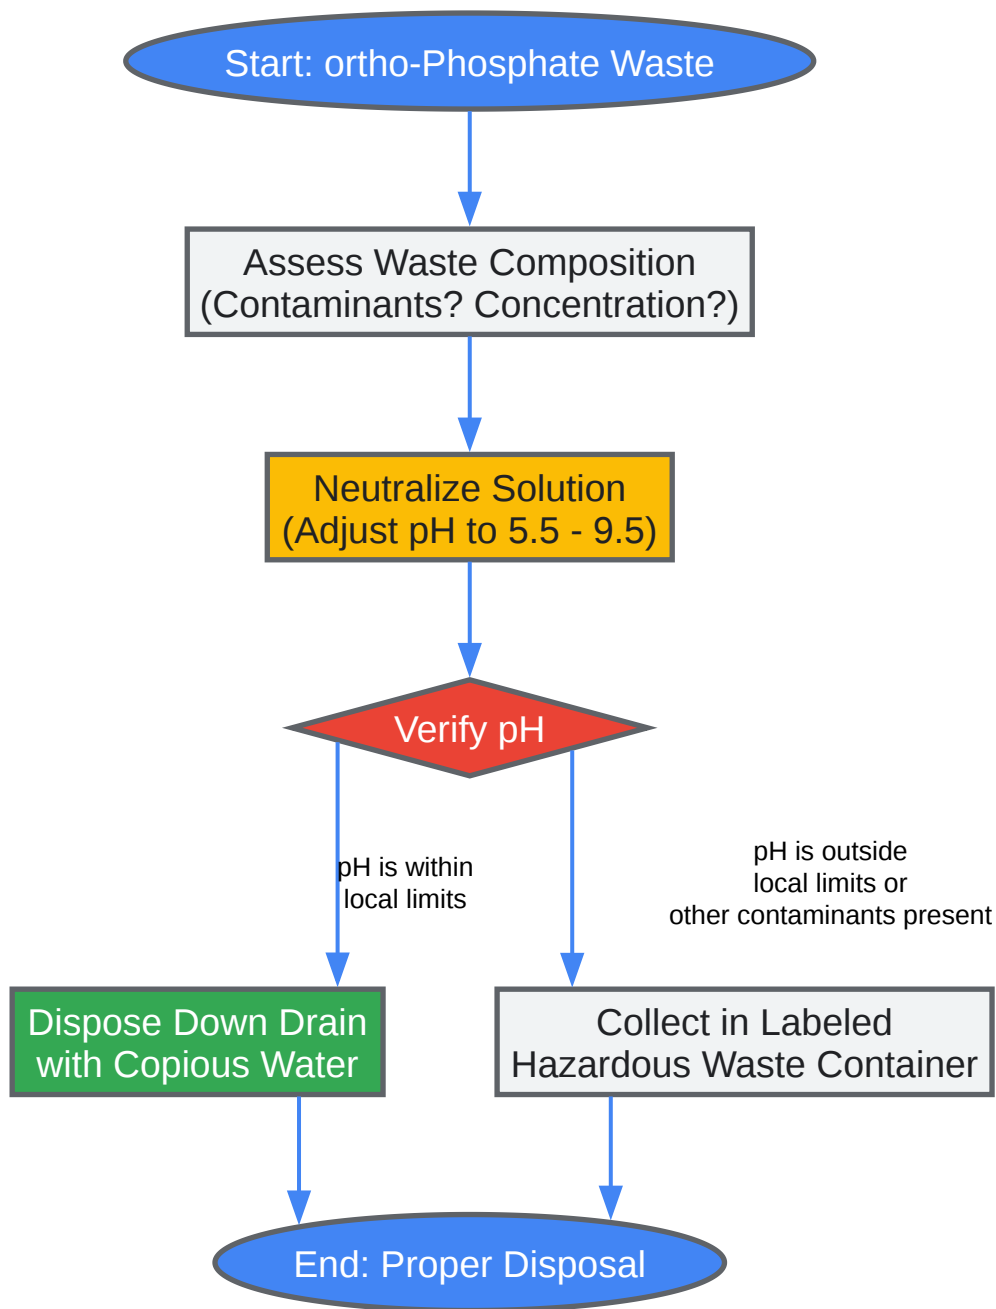 Start: ortho-Phosphate Waste
Assess Waste Composition
(Contaminants? Concentration?)
Neutralize Solution
(Adjust pH to 5.5 - 9.5)
Verify pH
pH is within
local limits
pH is outside
local limits or
other contaminants present
Dispose Down Drain
with Copious Water
Collect in Labeled
Hazardous Waste Container
End: Proper Disposal